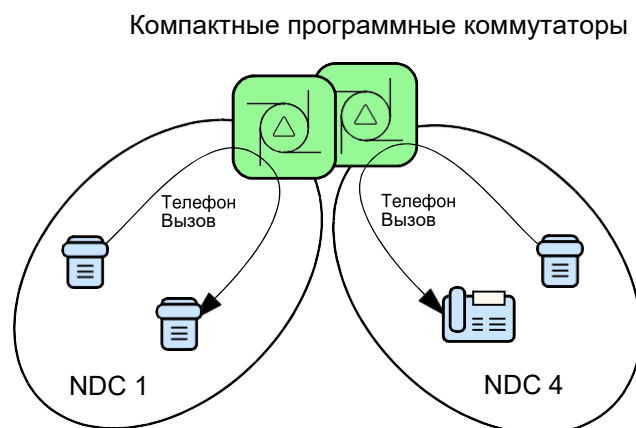 Компактные программные коммутаторы
Телефон
Вызов
Телефон
Вызов
NDC 1
NDC 4